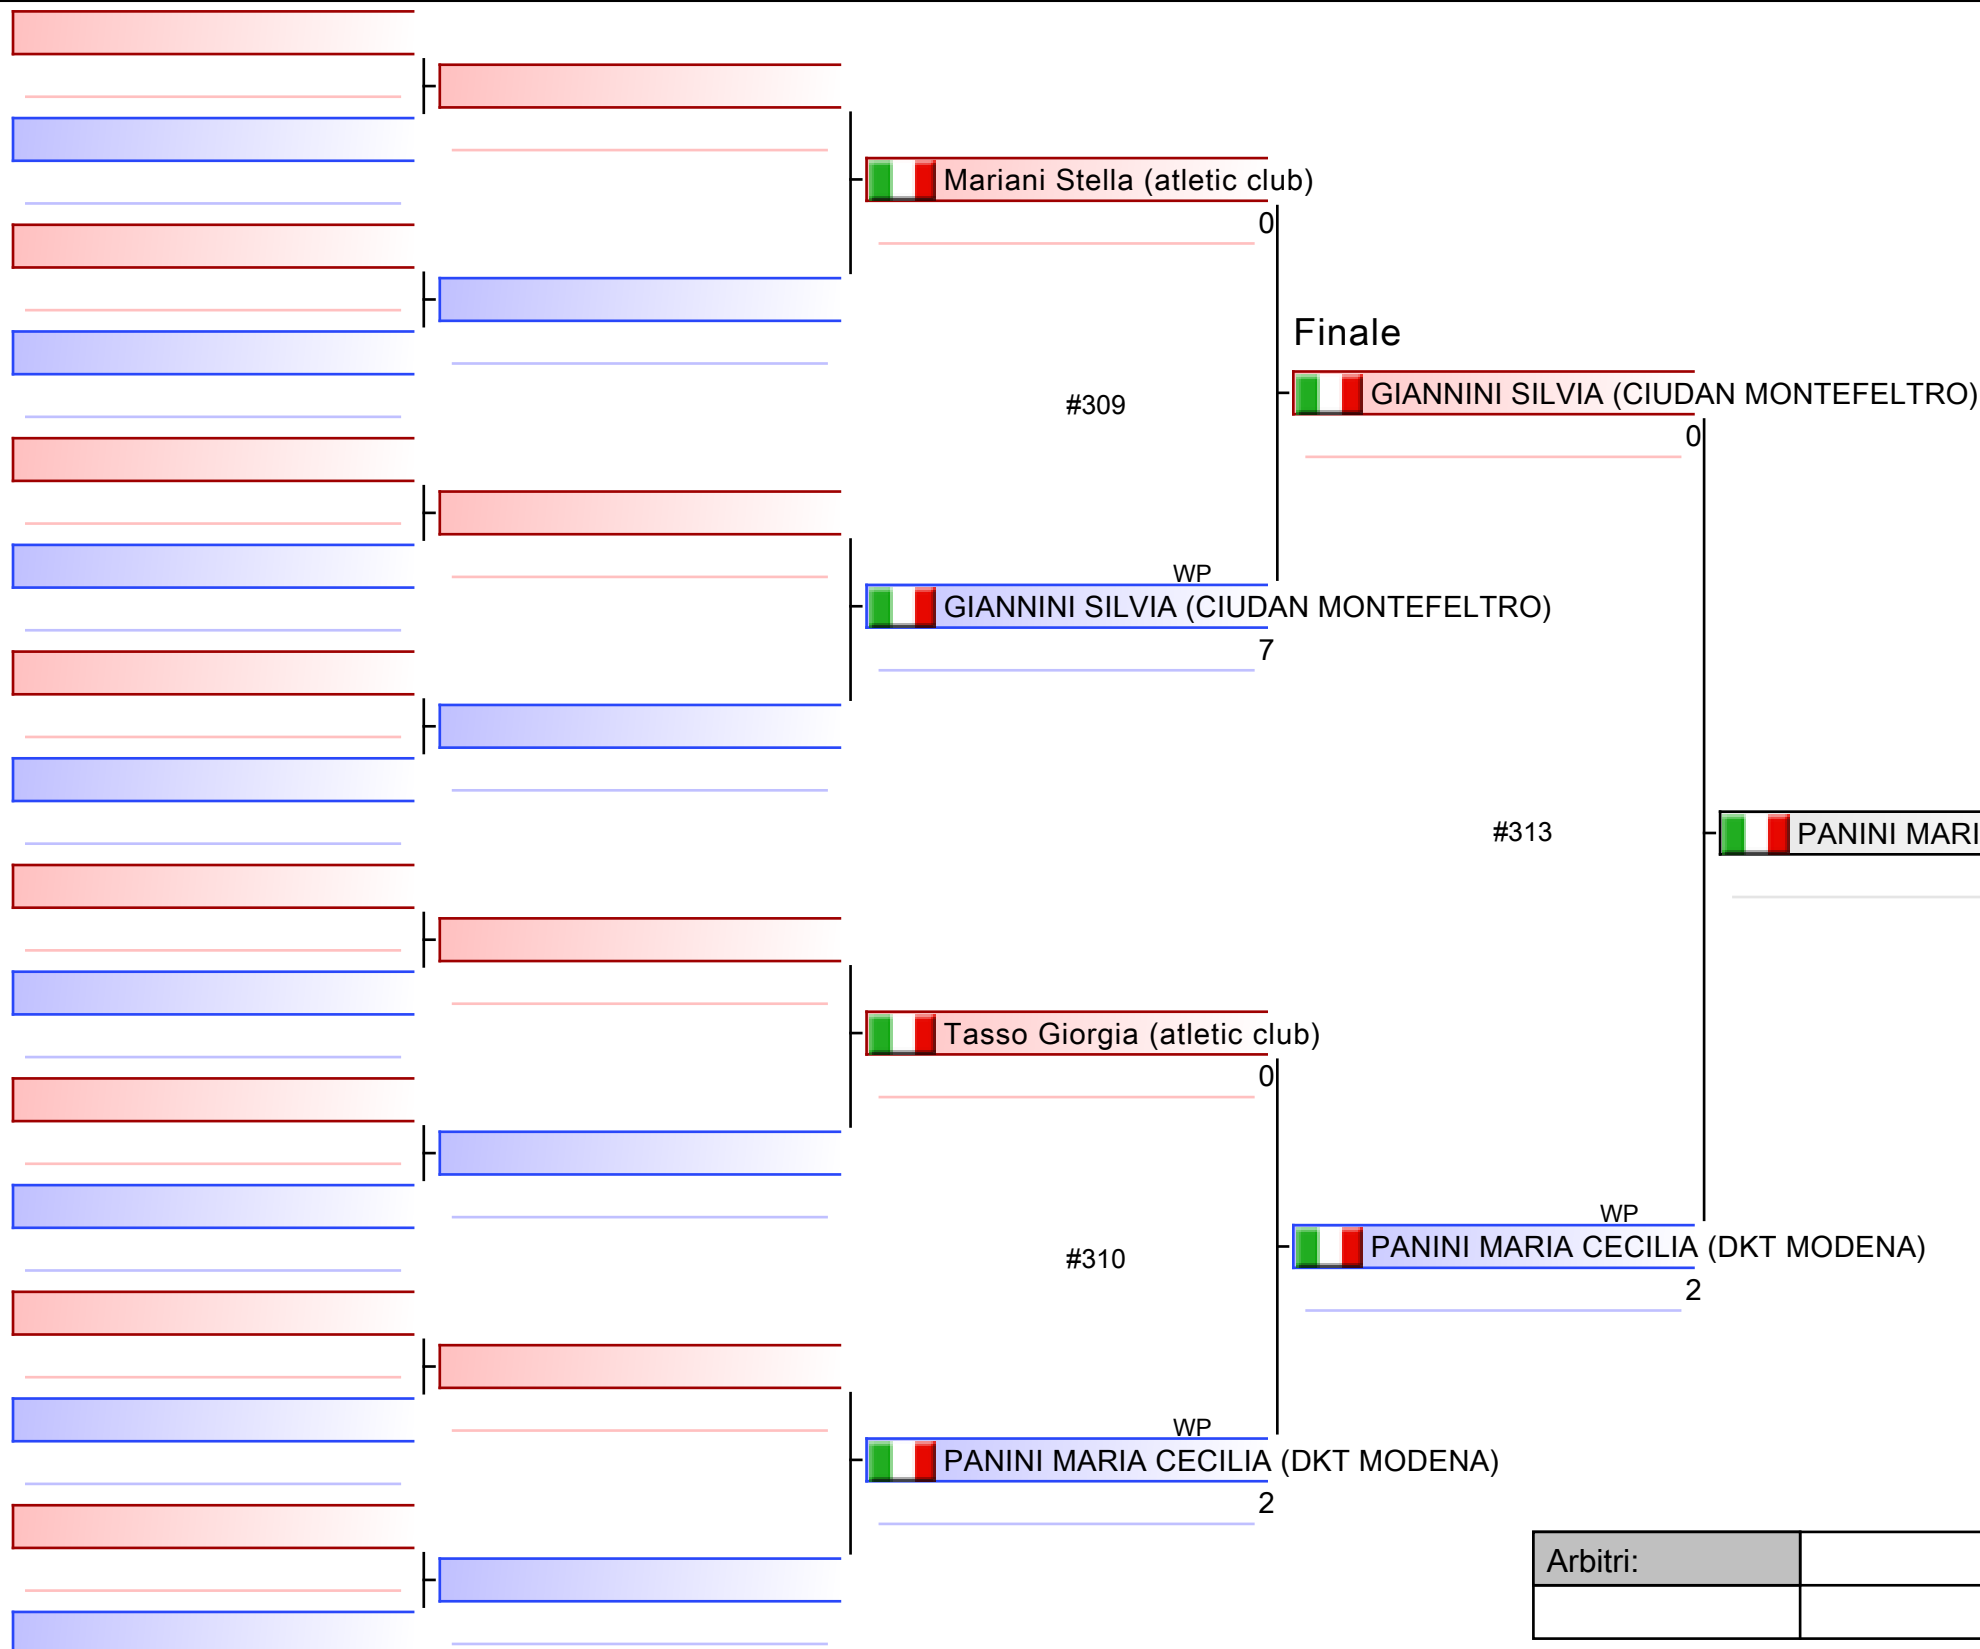 Mariani Stella (atletic club)
0
Finale
#309
GIANNINI SILVIA (CIUDAN MONTEFELTRO)
0
WP
GIANNINI SILVIA (CIUDAN MONTEFELTRO)
7
#313
PANINI MARI
Tasso Giorgia (atletic club)
0
#310
WP
PANINI MARIA CECILIA (DKT MODENA)
2
WP
PANINI MARIA CECILIA (DKT MODENA)
2
Arbitri: